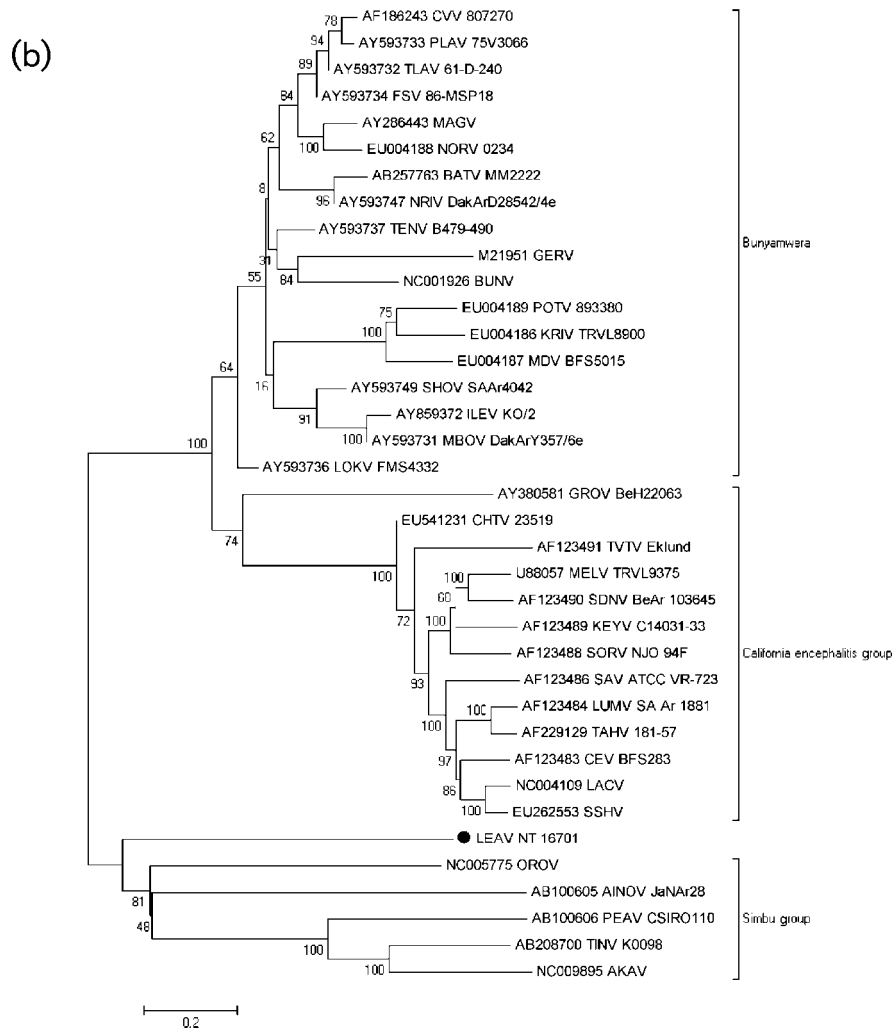 (b)
78
AF186243 CVV 807270
94
AY593733 PLAV 75V3066
89
AY593732 TLAV 61-D-240
84
AY593734 FSV 86-MSP18
62
AY286443 MAGV
100
EU004188 NORV 0234
8
AB257763 BATV MM2222
96
AY593747 NRIV DakArD28542/4e
AY593737 TENV B479-490
31
M21951 GERV
Bunyamwera
55
84
NC001926 BUNV
75
EU004189 POTV 893380
100
EU004186 KRIV TRVL8900
64
EU004187 MDV BFS5015
16
AY593749 SHOV SAAr4042
91
AY859372 ILEV KO/2
100
100
AY593731 MBOV DakArY357/6e
AY593736 LOKV FMS4332
AY380581 GROV BeH22063
74
EU541231 CHTV 23519
100
AF123491 TVTV Eklund
100
U88057 MELV TRVL9375
60
AF123490 SDNV BeAr 103645
72
100
AF123489 KEYV C14031-33
California encephalitis group
AF123488 SORV NJO 94F
93
AF123486 SAV ATCC VR-723
100
100
AF123484 LUMV SA Ar 1881
AF229129 TAHV 181-57
97
AF123483 CEV BFS283
86
NC004109 LACV
100
EU262553 SSHV
LEAV NT 16701
NC005775 OROV
81
AB100605 AINOV JaNAr28
48
AB100606 PEAV CSIRO110
Simbu group
100
AB208700 TINV K0098
100
NC009895 AKAV
0.2